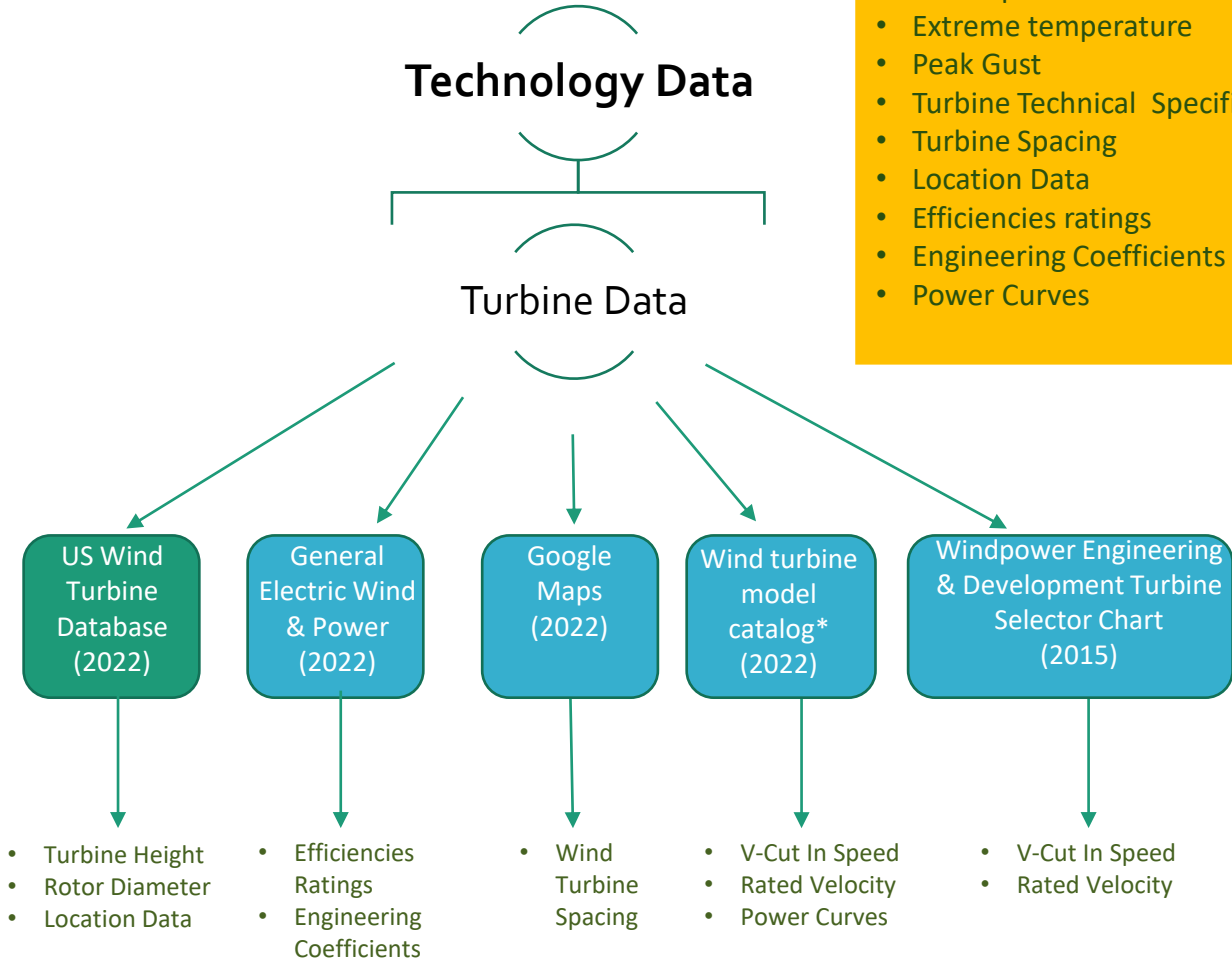 Technology Data
• Extreme temperature
• Peak Gust
• Turbine Technical
• Turbine Spacing
• Location Data
• Efficiencies ratings
• Engineering Coefficients
• Power Curves
Turbine Data
US Wind
Turbine
Database
(2022)
General
Electric Wind
& Power
(2022)
Google
Maps
(2022)
Wind turbine
model
catalog*
(2022)
Windpower Engineering
& Development Turbine
Selector Chart
(2015)
• Turbine Height
• Rotor Diameter
• Location Data
• Efficiencies
Ratings
• Engineering
Coefficients
• Wind
Turbine
Spacing
• V-Cut In Speed
• Rated Velocity
• Power Curves
• V-Cut In Speed
• Rated Velocity